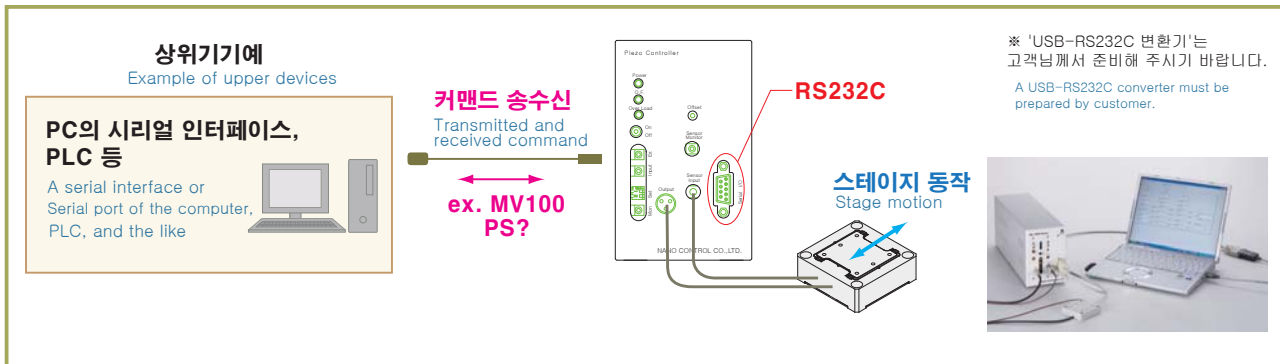 상위기기예
Example of upper devices
PC의 시리얼 인터페이스,
PLC 등
A serial interface or
Serial port of the computer,
PLC, and the like
커맨드 송수신
Transmitted and
received command
ex. MV100
PS?
Piezo Controller
Power
Over Load
On
Off
Offset
Sensor
Monitor
Input
Sel
Mon
Output
Sensor
Input
Serial I/O
NANO CONTROL CO.,LTD.
RS232C
스테이지 동작
Stage motion
※ 'USB-RS232C 변환기'는
고객님께서 준비해 주시기 바랍니다.
A USB-RS232C converter must be
prepared by customer.